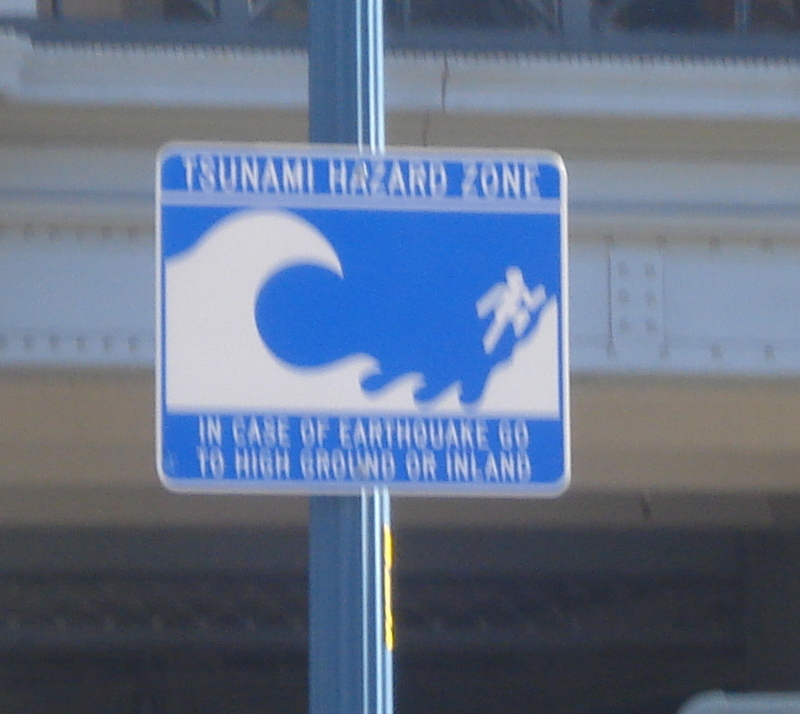 TSUNAMI HAZARD ZONE
IN CASE OF EARTHQUAKE GO
TO HIGH GROUND OR INLAND